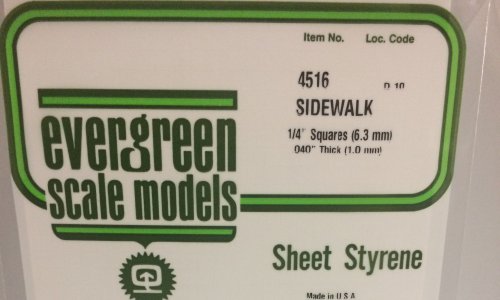 Item No. Loc. Code
4516 D 10
SIDEWALK
1/4" Squares (6.3 mm)
.040" Thick (1.0 mm)
evergreen
scale models
Sheet Styrene
Made in U S A